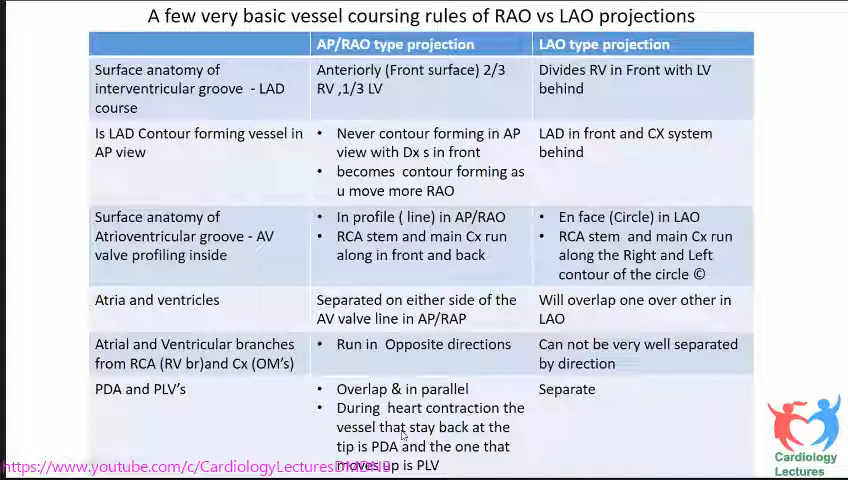 A few very basic vessel coursing rules of RAO vs LAO projections
AP/RAO type projection
LAO type projection
Surface anatomy of
interventricular groove - LAD
course
Anteriorly (Front surface) 2/3
RV ,1/3 LV
Divides RV in Front with LV
behind
Is LAD Contour forming vessel in
AP view
• Never contour forming in AP
view with Dx s in front
• becomes contour forming as
u move more RAO
LAD in front and CX system
behind
Surface anatomy of
Atrioventricular groove - AV
valve profiling inside
• In profile ( line) in AP/RAO
• RCA stem and main Cx run
along in front and back
• En face (Circle) in LAO
• RCA stem and main Cx run
along the Right and Left
contour of the circle ©
Atria and ventricles
Separated on either side of the
AV valve line in AP/RAP
Will overlap one over other in
LAO
Atrial and Ventricular branches
from RCA (RV br)and Cx (OM's)
• Run in Opposite directions
Can not be very well separated
by direction
PDA and PLV's
• Overlap & in parallel
• During heart contraction the
vessel that stay back at the
tip is PDA and the one that
moves up is PLV
Separate
https://www.youtube.com/c/CardiologyLecturesDMDNB
Cardiology
Lectures